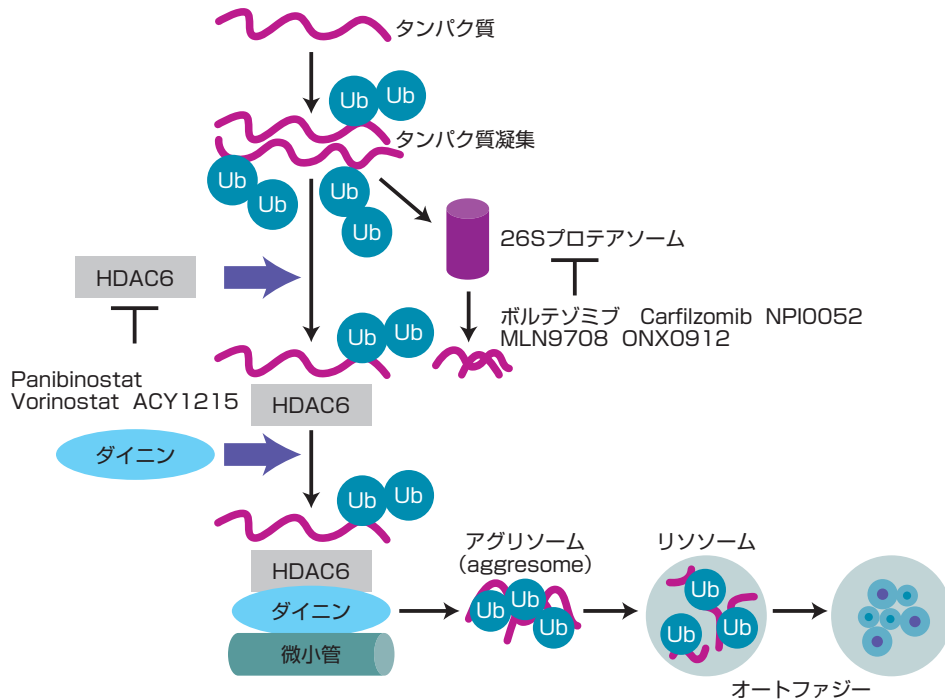 タンパク質
Ub
Ub
タンパク質凝集
Ub
Ub
Ub
Ub
26Sプロテアソーム
HDAC6
ボルテゾミブ Carfilzomib NPI0052
MLN9708 ONX0912
Ub
Ub
Panibinostat
Vorinostat ACY1215
HDAC6
ダイニン
Ub
Ub
アグリソーム
(aggresome)
リソソーム
HDAC6
ダイニン
微小管
Ub
Ub
Ub
Ub
Ub
Ub
オートファジー